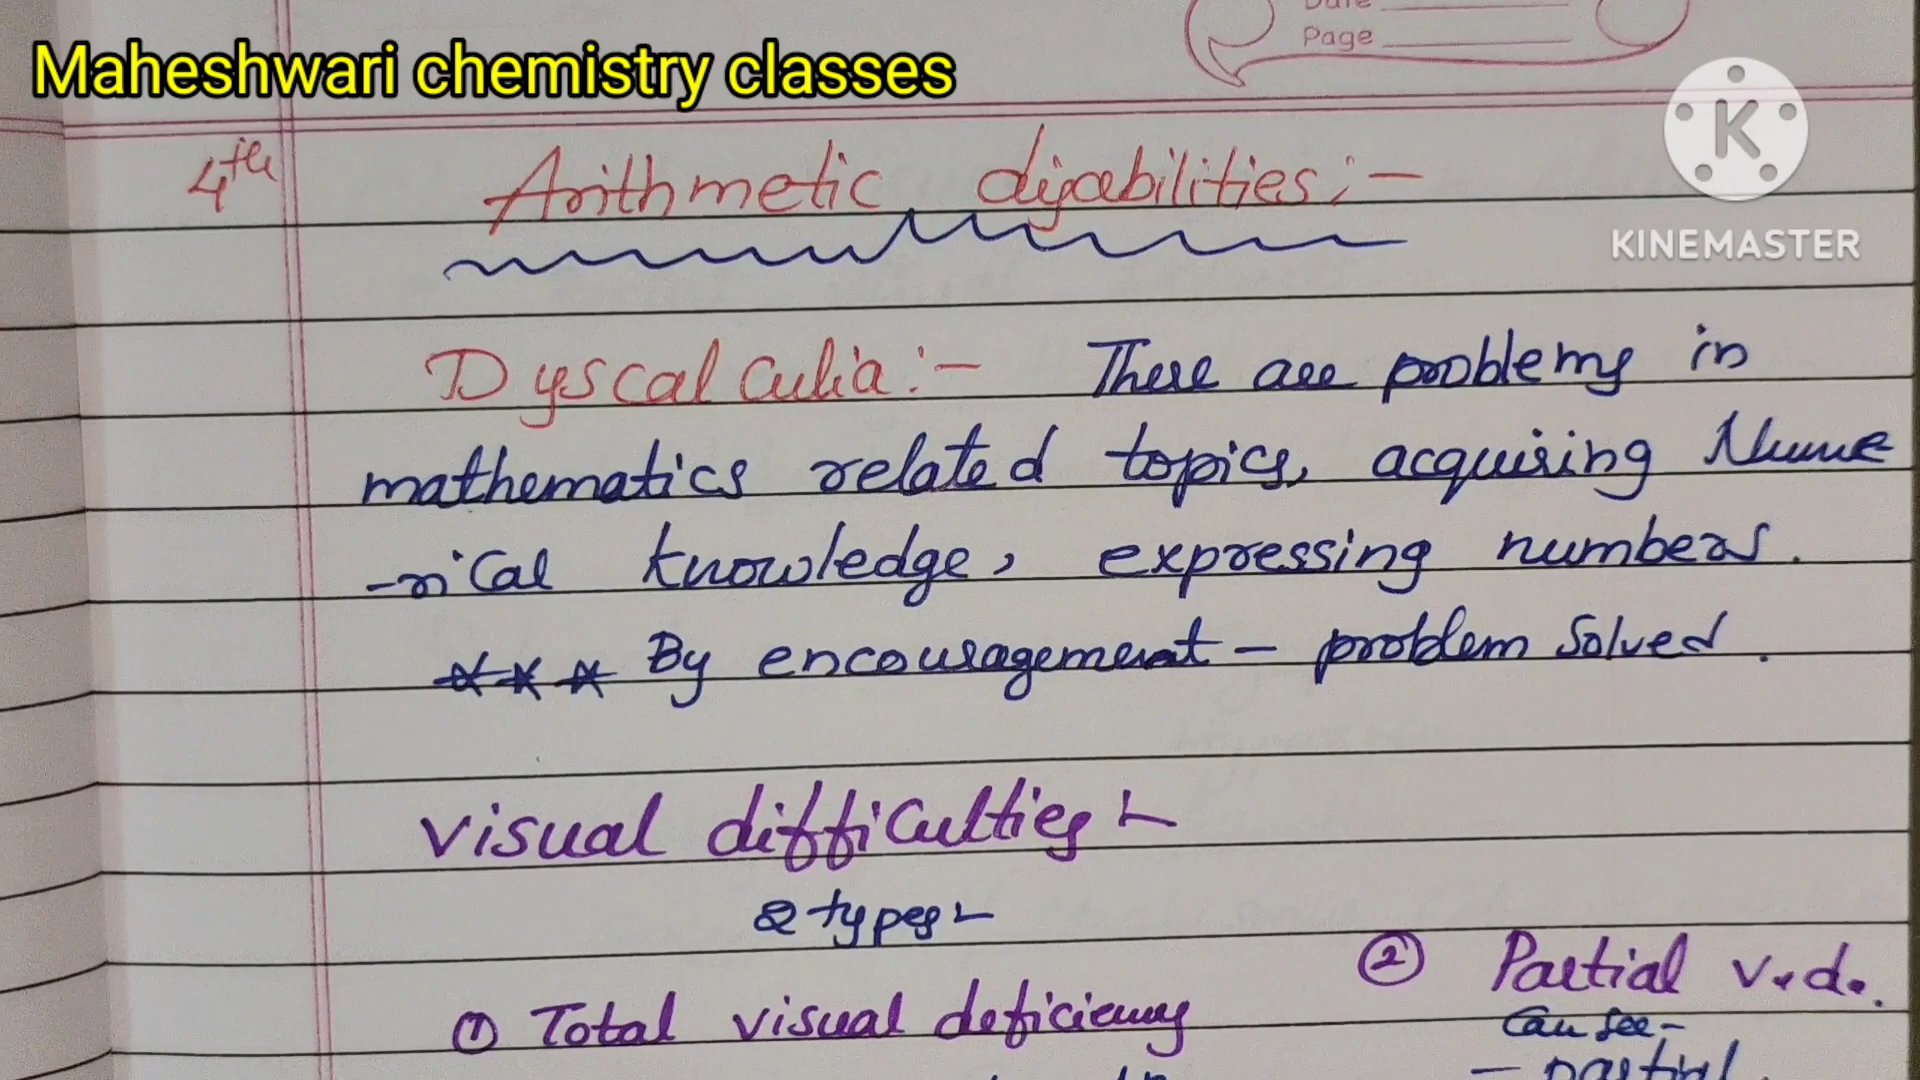 Maheshwari chemistry classes
Date
Page
K
KINEMASTER
4th Arithmetic disabilities:-
Dyscalculia:- There are problems in
mathematics related topics, acquiring Nume
-rical knowledge, expressing numbers.
*** By encouragement - problem solved.
visual difficulties:-
2 types:-
① Total visual deficiency
② Partial v.d.
can see-
- partial